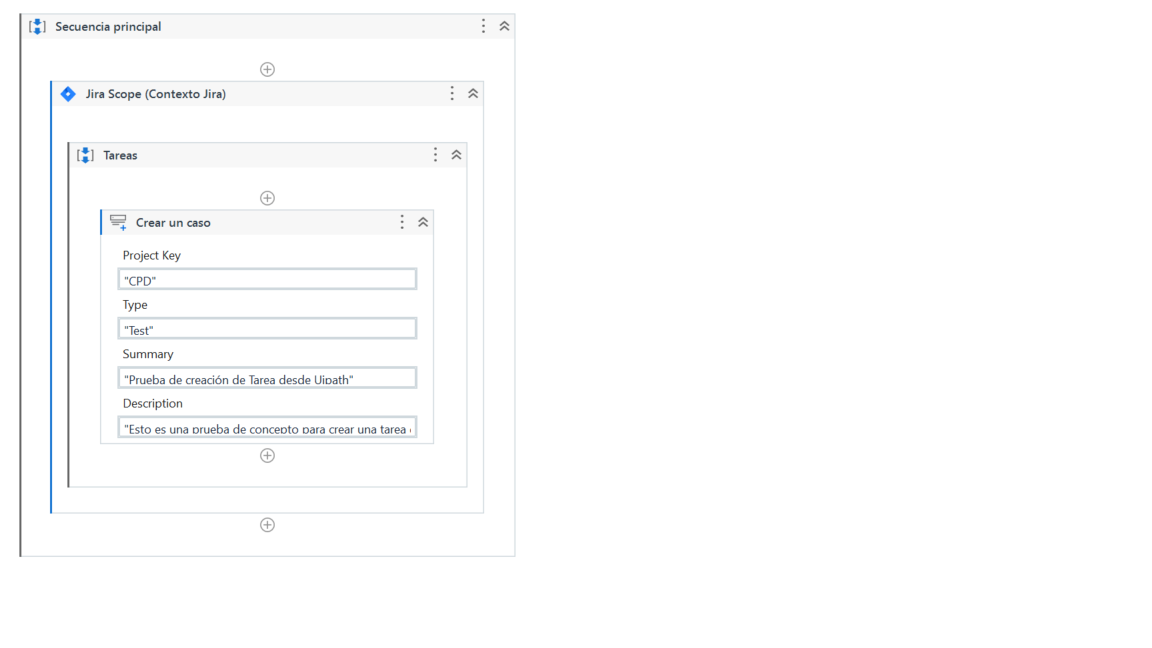 Secuencia principal
Jira Scope (Contexto Jira)
Tareas
Crear un caso
Project Key
"CPD"
Type
"Test"
Summary
"Prueba de creación de Tarea desde Uipath"
Description
"Esto es una prueba de concepto para crear una tarea